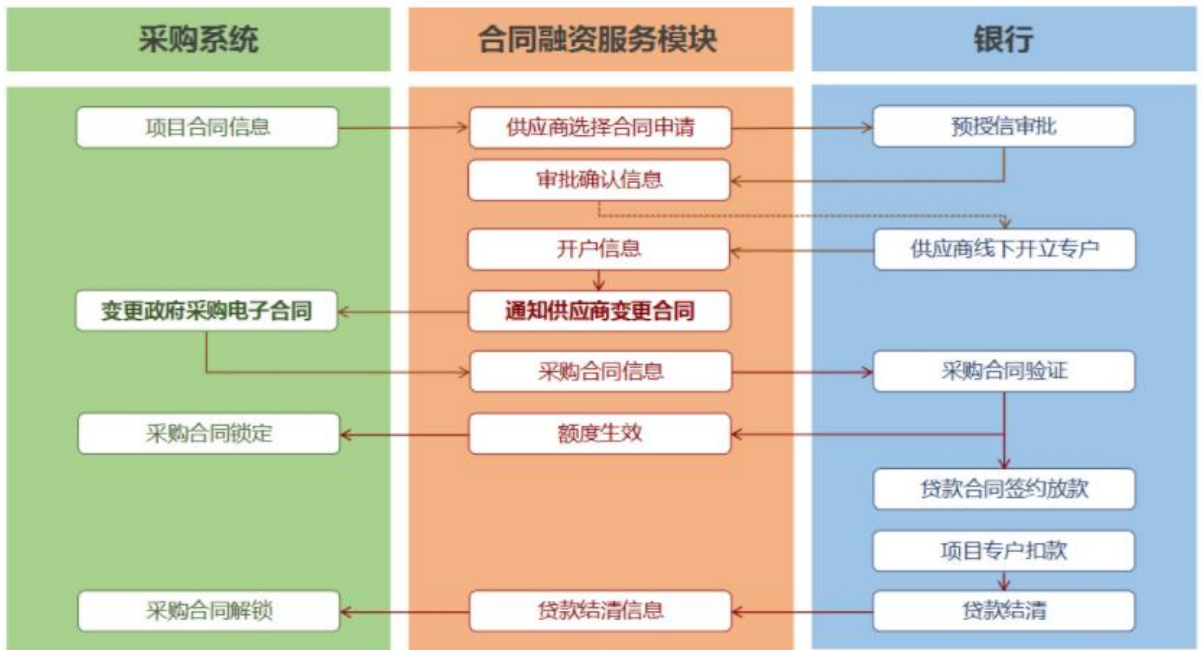 采购系统
合同融资服务模块
银行
项目合同信息
供应商选择合同申请
预授信审批
审批确认信息
开户信息
供应商线下开立专户
变更政府采购电子合同
通知供应商变更合同
采购合同信息
采购合同验证
采购合同锁定
额度生效
贷款合同签约放款
项目专户扣款
采购合同解锁
贷款结清信息
贷款结清